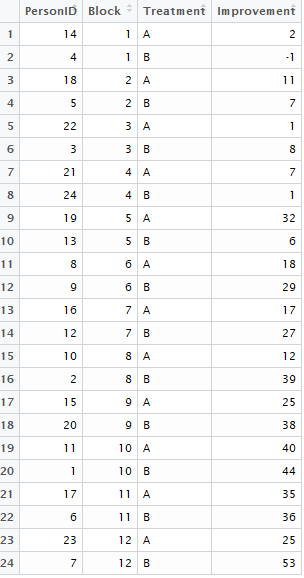 PersonID Block Treatment Improvement
1 14 1 A 2
2 4 1 B -1
3 18 2 A 11
4 5 2 B 7
5 22 3 A 1
6 3 3 B 8
7 21 4 A 7
8 24 4 B 1
9 19 5 A 32
10 13 5 B 6
11 8 6 A 18
12 9 6 B 29
13 16 7 A 17
14 12 7 B 27
15 10 8 A 12
16 2 8 B 39
17 15 9 A 25
18 20 9 B 38
19 11 10 A 40
20 1 10 B 44
21 17 11 A 35
22 6 11 B 36
23 23 12 A 25
24 7 12 B 53